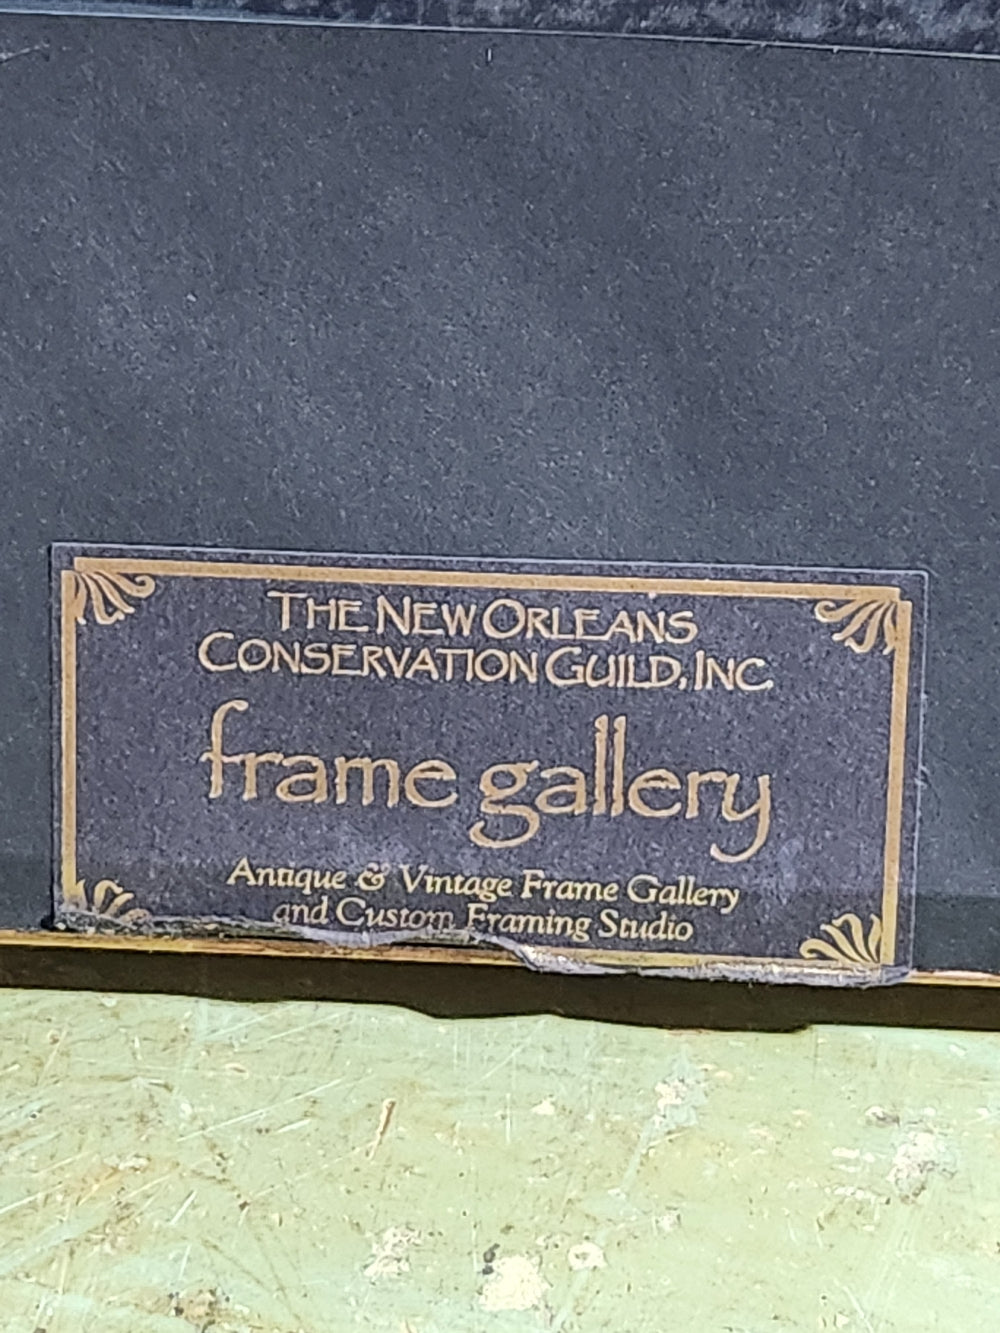 THE NEW ORLEANS
CONSERVATION GUILD, INC.
frame gallery
Antique & Vintage Frame Gallery
and Custom Framing Studio